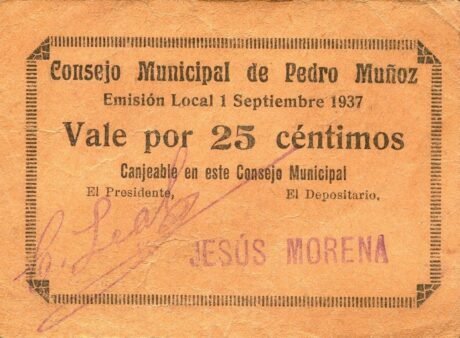 Consejo Municipal de Pedro Muñoz
Emisión Local 1 Septiembre 1937
Vale por 25 céntimos
Canjeable en este Consejo Municipal
El Presidente, El Depositario,
JESÚS MORENA